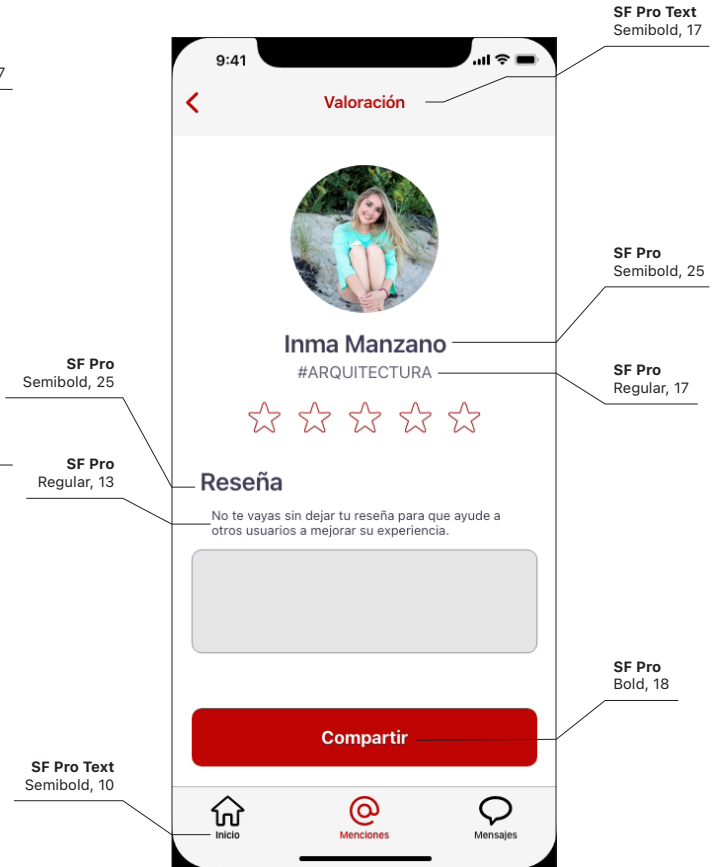 SF Pro Text
Semibold, 17
7
9:41
Valoración
SF Pro
Semibold, 25
Inma Manzano
#ARQUITECTURA
SF Pro
Regular, 17
SF Pro
Semibold, 25
SF Pro
Regular, 13
Reseña
No te vayas sin dejar tu reseña para que ayude a
otros usuarios a mejorar su experiencia.
SF Pro
Bold, 18
Compartir
SF Pro Text
Semibold, 10
Inicio
Menciones
Mensajes